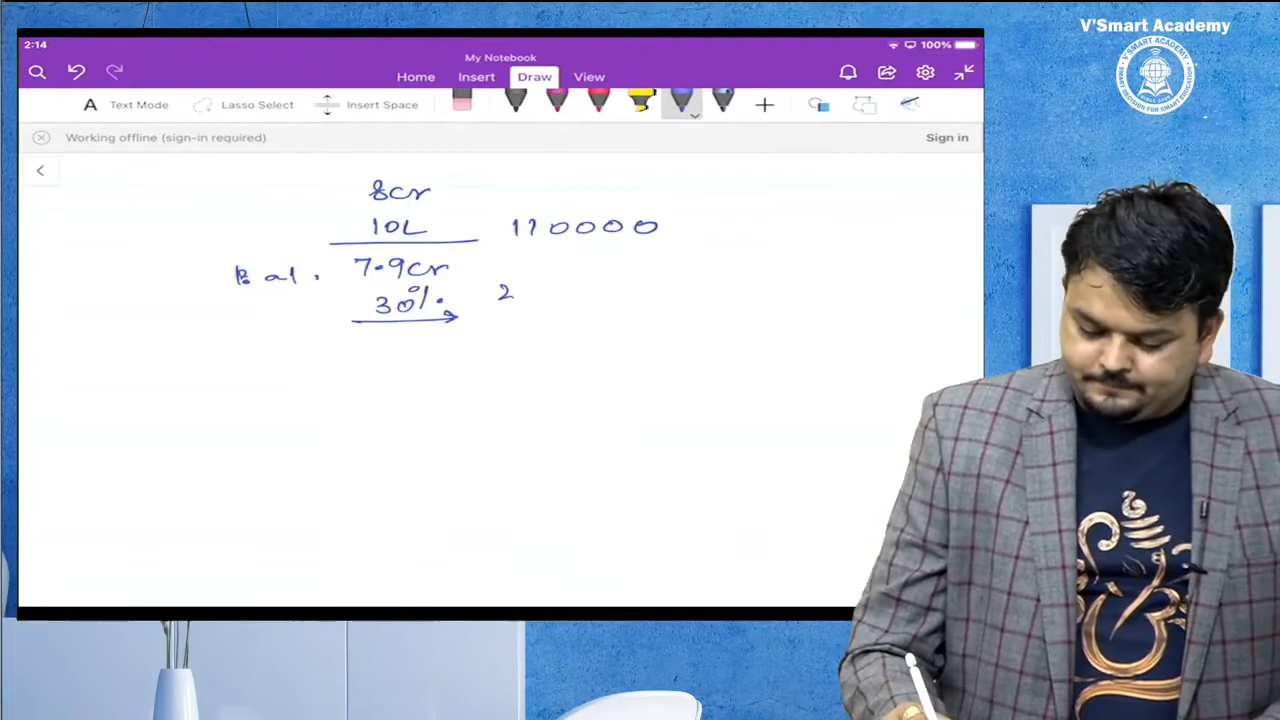 V'Smart Academy
2:14
100%
My Notebook
Home Insert Draw View
A Text Mode Lasso Select Insert Space
Working offline (sign-in required) Sign in
8cr
10L 110000
Bal. 7.9cr
30% 2